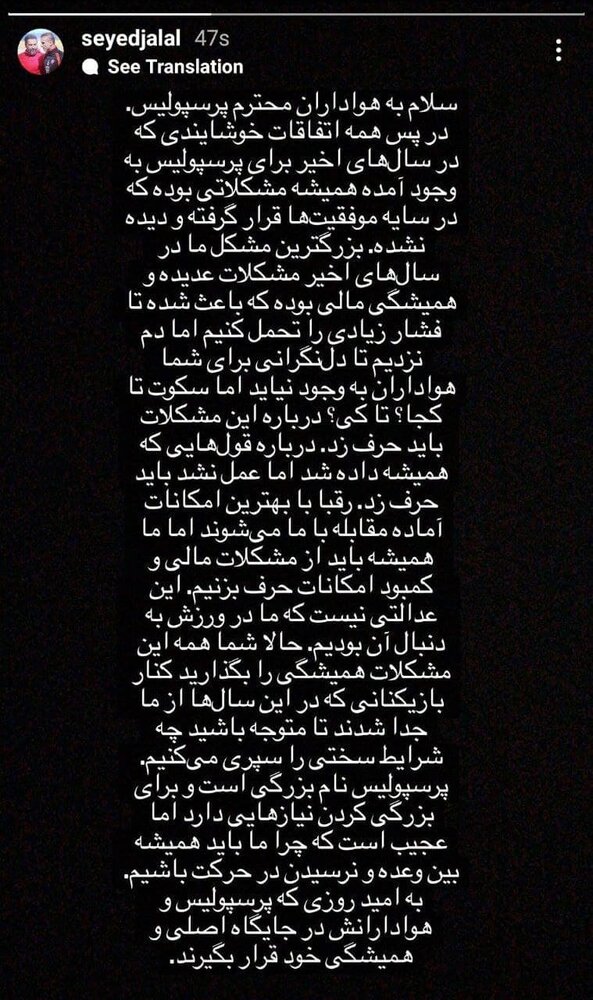 seyedjalal 47s
See Translation
سلام به هواداران محترم پرسپولیس.
در پس همه اتفاقات خوشایندی که
در سال‌های اخیر برای پرسپولیس به
وجود آمده همیشه مشکلاتی بوده که
در سایه موفقیت‌ها قرار گرفته و دیده
نشده. بزرگترین مشکل ما در
سال‌های اخیر مشکلات عدیده و
همیشگی مالی بوده که باعث شده تا
فشار زیادی را تحمل کنیم اما دم
نزدیم تا دل‌نگرانی برای شما
هواداران به وجود نیاید اما سکوت تا
کجا؟ تا کی؟ درباره این مشکلات
باید حرف زد. درباره قول‌هایی که
همیشه داده شد اما عمل نشد باید
حرف زد. رقبا با بهترین امکانات
آماده مقابله با ما می‌شوند اما ما
همیشه باید از مشکلات مالی و
کمبود امکانات حرف بزنیم. این
عدالتی نیست که ما در ورزش به
دنبال آن بودیم. حالا شما همه این
مشکلات همیشگی را بگذارید کنار
بازیکنانی که در این سال‌ها از ما
جدا شدند تا متوجه باشید چه
شرایط سختی را سپری می‌کنیم.
پرسپولیس نام بزرگی است و برای
بزرگی کردن نیازهایی دارد اما
عجیب است که چرا ما باید همیشه
بین وعده و نرسیدن در حرکت باشیم.
به امید روزی که پرسپولیس و
هوادارانش در جایگاه اصلی و
همیشگی خود قرار بگیرند.